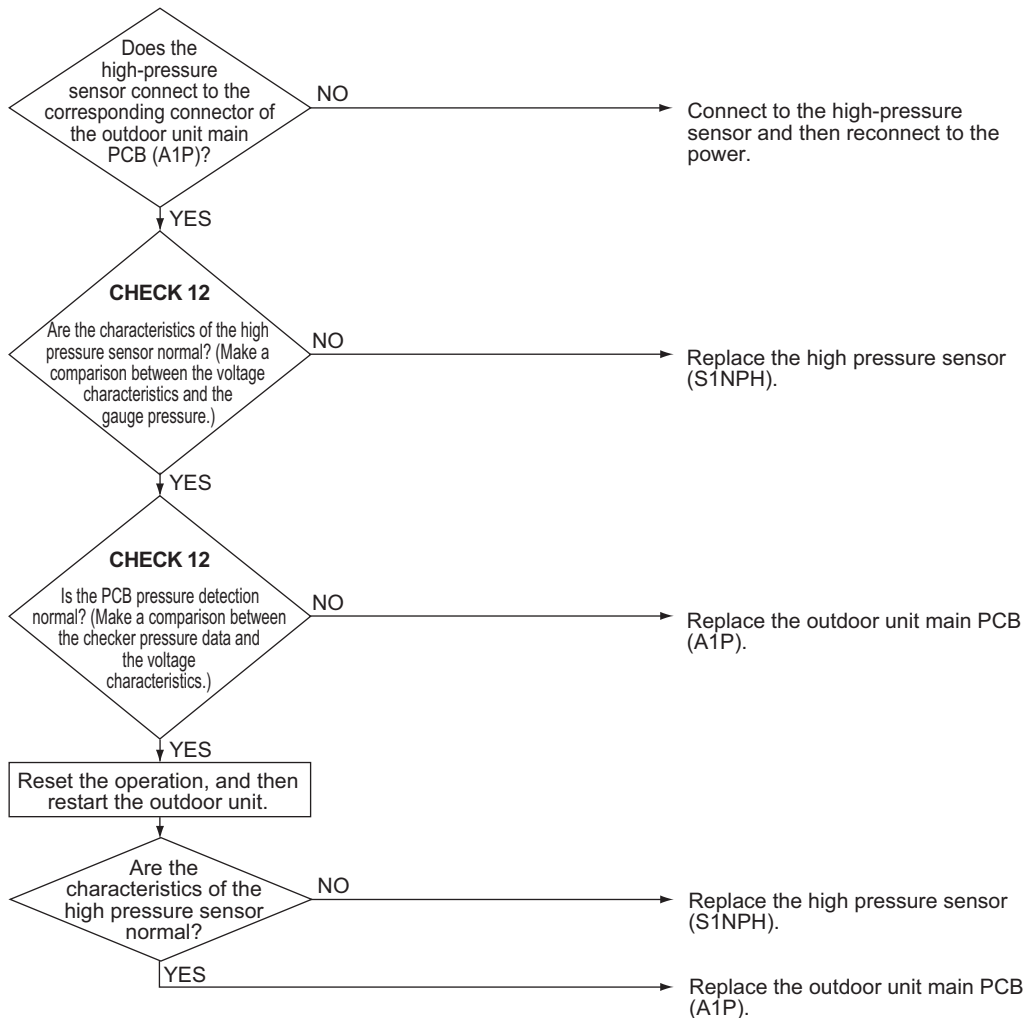 Does the
high-pressure
sensor connect to the
corresponding connector of
the outdoor unit main
PCB (A1P)?
NO
Connect to the high-pressure
sensor and then reconnect to the
power.
YES
CHECK 12
Are the characteristics of the high
pressure sensor normal? (Make a
comparison between the voltage
characteristics and the
gauge pressure.)
NO
Replace the high pressure sensor
(S1NPH).
YES
CHECK 12
Is the PCB pressure detection
normal? (Make a comparison between
the checker pressure data and
the voltage
characteristics.)
NO
Replace the outdoor unit main PCB
(A1P).
YES
Reset the operation, and then
restart the outdoor unit.
Are the
characteristics of the
high pressure sensor
normal?
NO
Replace the high pressure sensor
(S1NPH).
YES
Replace the outdoor unit main PCB
(A1P).